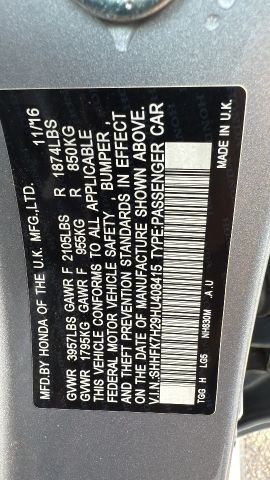 MFD.BY HONDA OF THE U.K. MFG.LTD. 11/16
GVWR 3957LBS GAWR F 2105LBS R 1874LBS
GVWR 1795KG GAWR F 955KG R 850KG
THIS VEHICLE CONFORMS TO ALL APPLICABLE
FEDERAL MOTOR VEHICLE SAFETY , BUMPER ,
AND THEFT PREVENTION STANDARDS IN EFFECT
ON THE DATE OF MANUFACTURE SHOWN ABOVE.
V.I.N.:SHHFK7H29HU408415 TYPE:PASSENGER CAR
TGG H LG5 NH830M A.U MADE IN U.K.